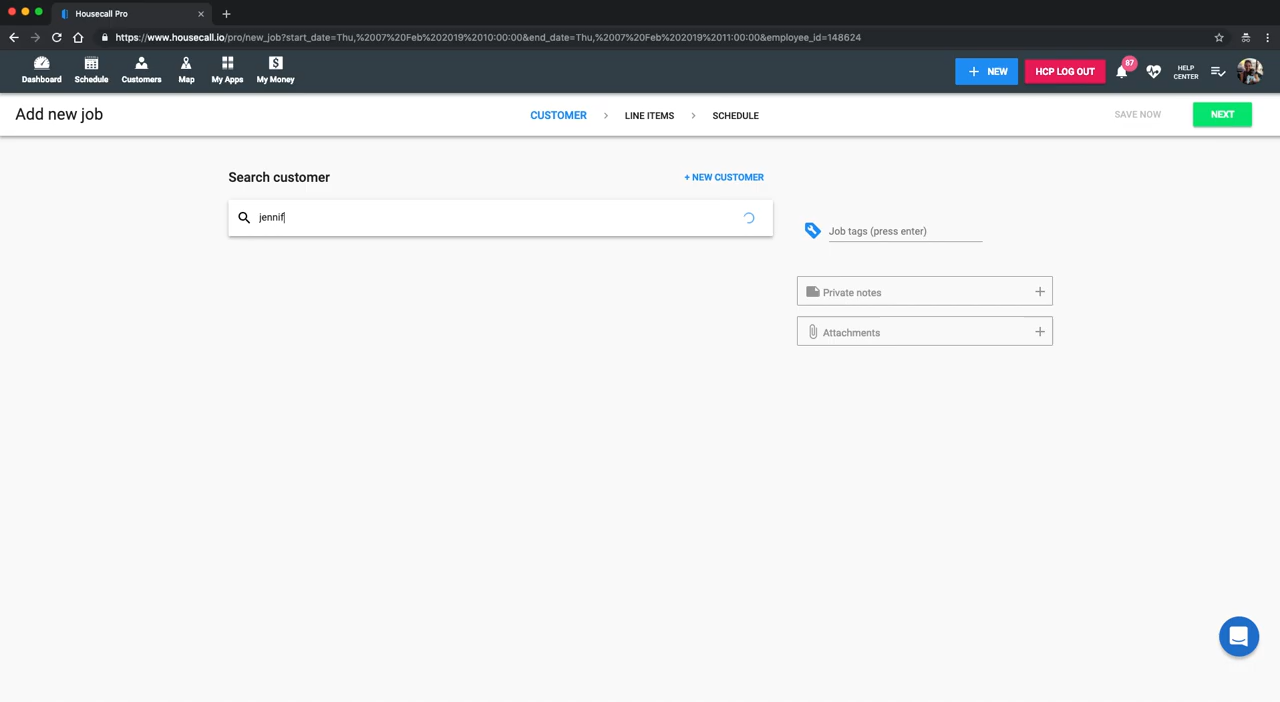 Housecall Pro
https://www.housecall.io/pro/new_job?start_date=Thu,%2007%20Feb%202019%2010:00:00&end_date=Thu,%2007%20Feb%202019%2011:00:00&employee_id=148624
Dashboard Schedule Customers Map My Apps My Money
+ NEW HCP LOG OUT 87 HELP CENTER
Add new job
CUSTOMER > LINE ITEMS > SCHEDULE
SAVE NOW NEXT
Search customer
+ NEW CUSTOMER
jennif
Job tags (press enter)
Private notes +
Attachments +